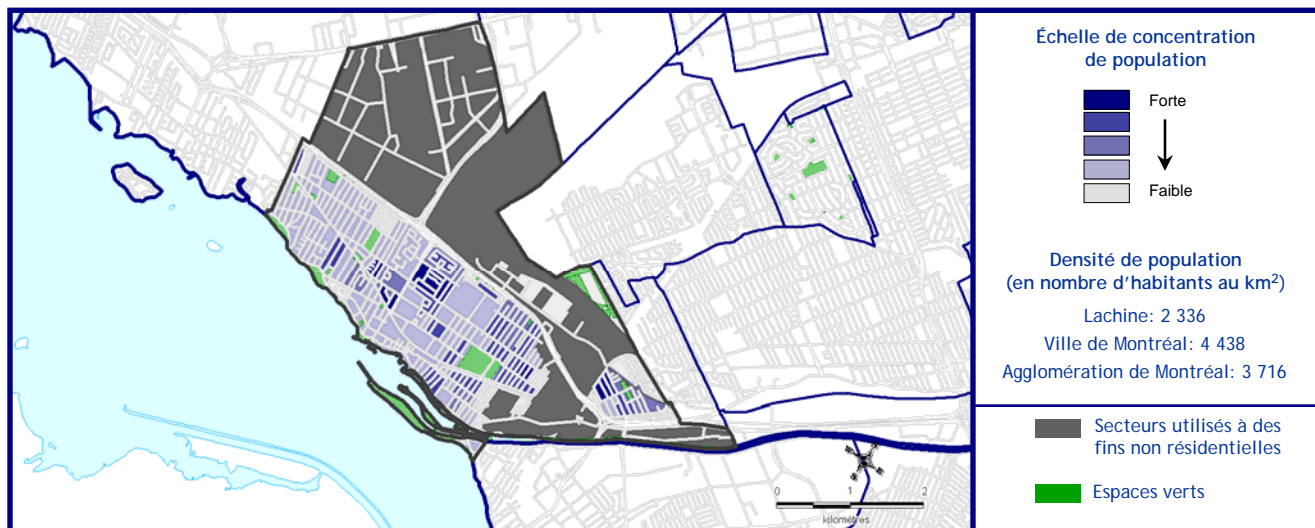 Échelle de concentration
de population
Forte
Faible
Densité de population
(en nombre d'habitants au km²)
Lachine: 2 336
Ville de Montréal: 4 438
Agglomération de Montréal: 3 716
Secteurs utilisés à des
fins non résidentielles
Espaces verts
0 1 2
kilomètres